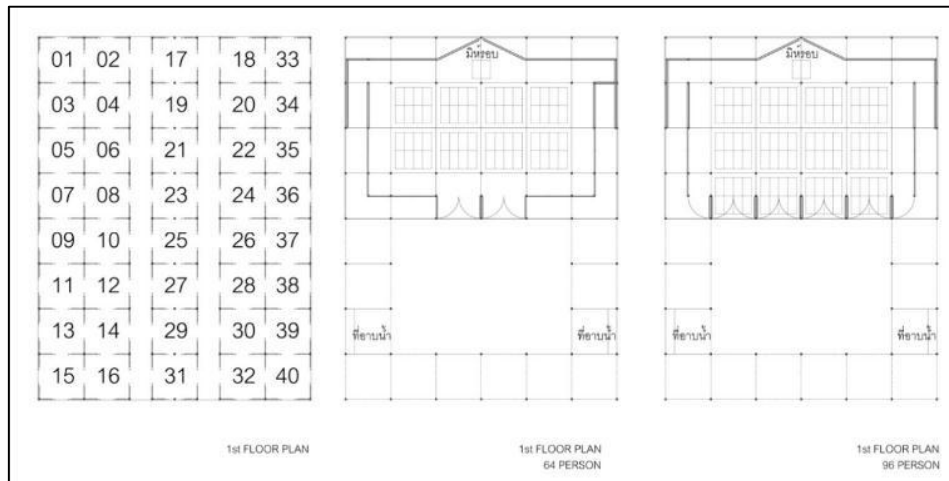 01 02 17 18 33
03 04 19 20 34
05 06 21 22 35
07 08 23 24 36
09 10 25 26 37
11 12 27 28 38
13 14 29 30 39
15 16 31 32 40
1st FLOOR PLAN
มิห์รอบ
ที่อาบน้ำ
ที่อาบน้ำ
1st FLOOR PLAN
64 PERSON
มิห์รอบ
ที่อาบน้ำ
ที่อาบน้ำ
1st FLOOR PLAN
96 PERSON